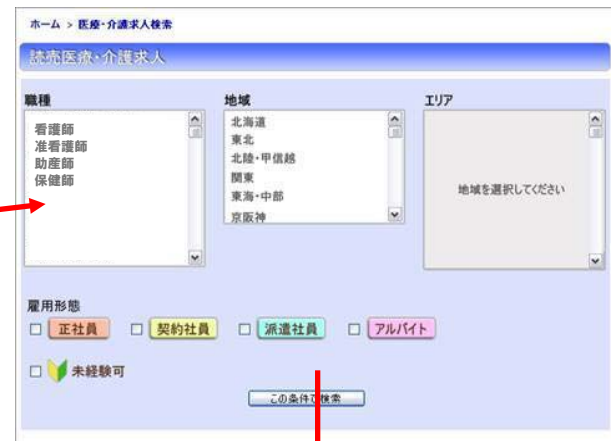 ホーム > 医療・介護求人検索
読売医療・介護求人
職種
看護師
准看護師
助産師
保健師
地域
北海道
東北
北陸・甲信越
関東
東海・中部
京阪神
エリア
地域を選択してください
雇用形態
正社員 契約社員 派遣社員 アルバイト
未経験可
この条件で検索